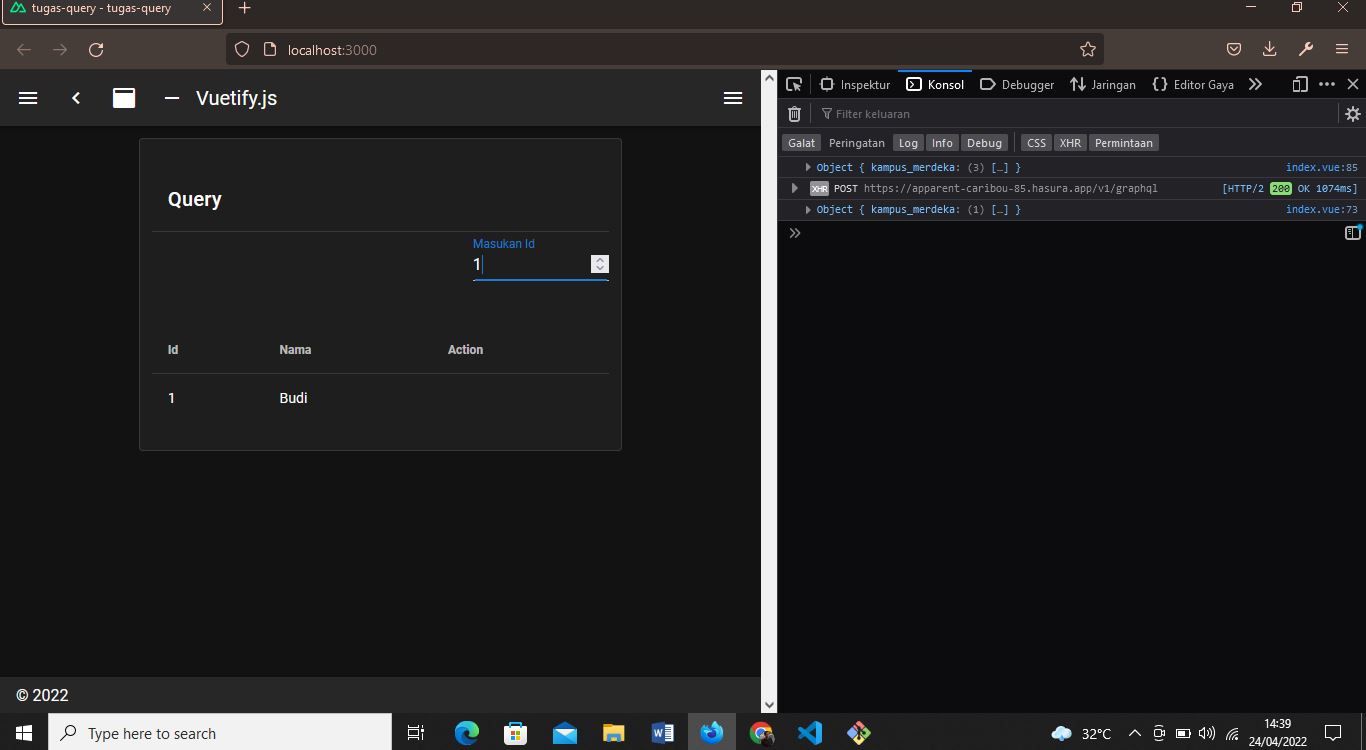 tugas-query - tugas-query
localhost:3000
Vuetify.js
Query
Masukan Id
1
Id Nama Action
1 Budi
© 2022
Inspektur Konsol Debugger Jaringan Editor Gaya
Filter keluaran
Galat Peringatan Log Info Debug CSS XHR Permintaan
Object { kampus_merdeka: (3) […] } index.vue:85
XHR POST https://apparent-caribou-85.hasura.app/v1/graphql [HTTP/2 200 OK 1074ms]
Object { kampus_merdeka: (1) […] } index.vue:73
Type here to search
32°C
14:39
24/04/2022